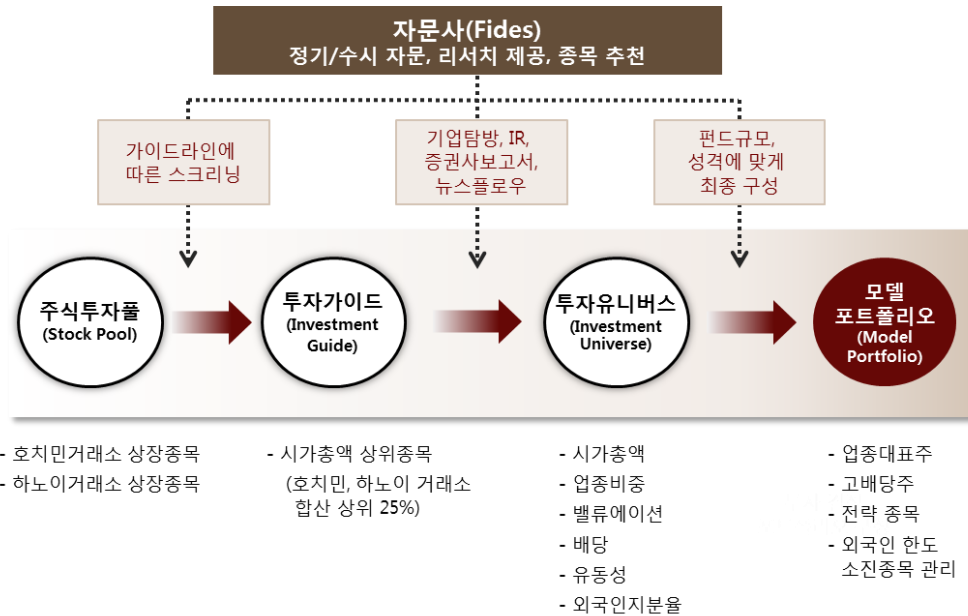 자문사(Fides)
정기/수시 자문, 리서치 제공, 종목 추천
가이드라인에
따른 스크리닝
기업탐방, IR,
증권사보고서,
뉴스플로우
펀드규모,
성격에 맞게
최종 구성
주식투자풀
(Stock Pool)
투자가이드
(Investment
Guide)
투자유니버스
(Investment
Universe)
모델
포트폴리오
(Model
Portfolio)
- 호치민거래소 상장종목
- 하노이거래소 상장종목
- 시가총액 상위종목
(호치민, 하노이 거래소
합산 상위 25%)
- 시가총액
- 업종비중
- 밸류에이션
- 배당
- 유동성
- 외국인지분율
- 업종대표주
- 고배당주
- 전략 종목
- 외국인 한도
소진종목 관리